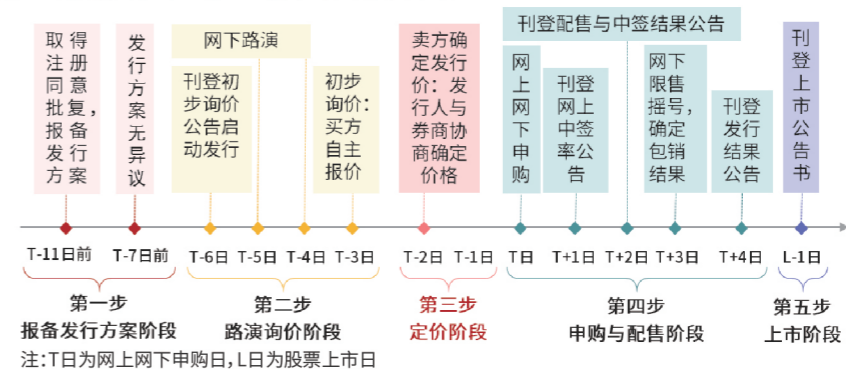 取得
注册
同意
批复，
报备
发行
方案
发
行
方
案
无
异
议
网下路演
刊登初
步询价
公告启
动发行
初步
询价：
买方
自主
报价
卖方确
定发行
价：发
行人与
券商协
商确定
价格
刊登配售与中签结果公告
网
上
网
下
申
购
刊登
网上
中签
率公
告
网下
限售
摇号，
确定
包销
结果
刊登
发行
结果
公告
刊
登
上
市
公
告
书
T-11日前 T-7日前 T-6日 T-5日 T-4日 T-3日 T-2日 T-1日 T日 T+1日 T+2日 T+3日 T+4日 L-1日
第一步 第二步 第三步 第四步 第五步
报备发行方案阶段 路演询价阶段 定价阶段 申购与配售阶段 上市阶段
注：T日为网上网下申购日，L日为股票上市日